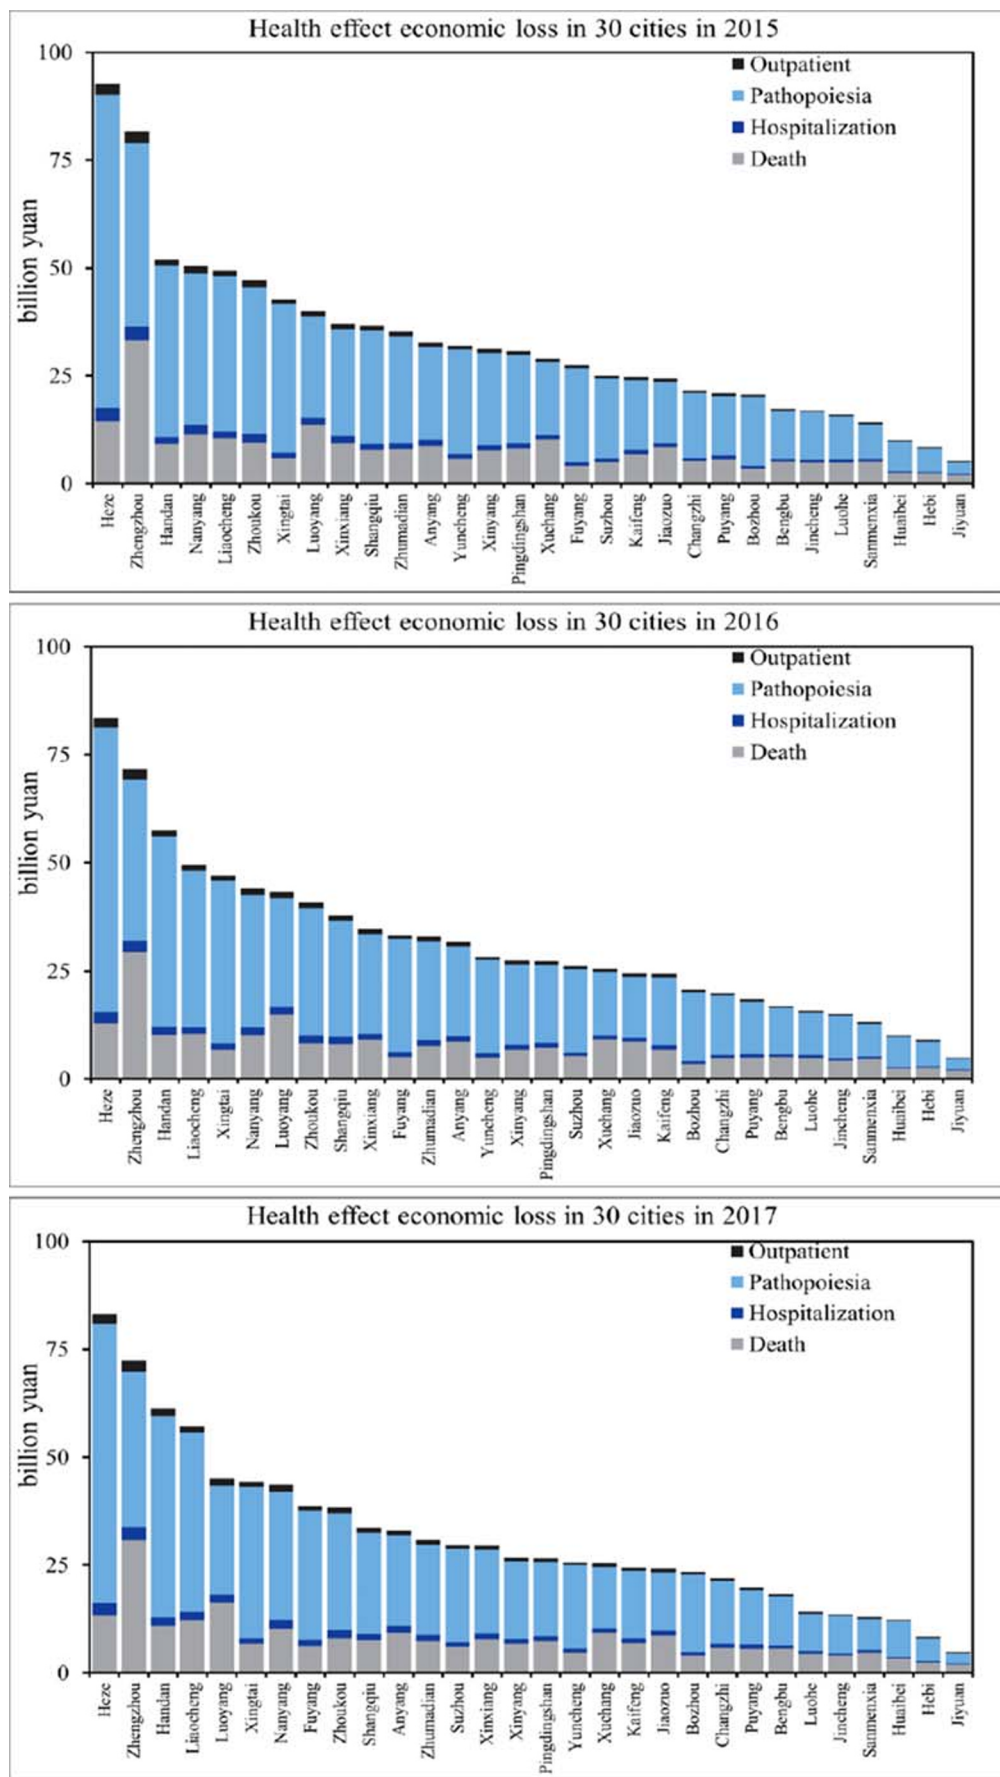 Health effect economic loss in 30 cities in 2015
Outpatient
Pathopoiesia
Hospitalization
Death
billion yuan
100
75
50
25
0
Heze
Zhengzhou
Handan
Nanyang
Liaocheng
Zhoukou
Xingtai
Luoyang
Xinxiang
Shangqiu
Zhumadian
Anyang
Yuncheng
Xinyang
Pingdingshan
Xuchang
Fuyang
Suzhou
Kaifeng
Jiaozuo
Changzhi
Puyang
Bozhou
Bengbu
Jincheng
Luohe
Sanmenxia
Huaibei
Hebi
Jiyuan
Health effect economic loss in 30 cities in 2016
Outpatient
Pathopoiesia
Hospitalization
Death
billion yuan
100
75
50
25
0
Heze
Zhengzhou
Handan
Liaocheng
Xingtai
Nanyang
Luoyang
Zhoukou
Shangqiu
Xinxiang
Fuyang
Zhumadian
Anyang
Yuncheng
Xinyang
Pingdingshan
Suzhou
Xuchang
Jiaozuo
Kaifeng
Bozhou
Changzhi
Puyang
Bengbu
Luohe
Jincheng
Sanmenxia
Huaibei
Hebi
Jiyuan
Health effect economic loss in 30 cities in 2017
Outpatient
Pathopoiesia
Hospitalization
Death
billion yuan
100
75
50
25
0
Heze
Zhengzhou
Handan
Liaocheng
Luoyang
Xingtai
Nanyang
Fuyang
Zhoukou
Shangqiu
Anyang
Zhumadian
Suzhou
Xinxiang
Xinyang
Pingdingshan
Yuncheng
Xuchang
Kaifeng
Jiaozuo
Bozhou
Changzhi
Puyang
Bengbu
Luohe
Jincheng
Sanmenxia
Huaibei
Hebi
Jiyuan